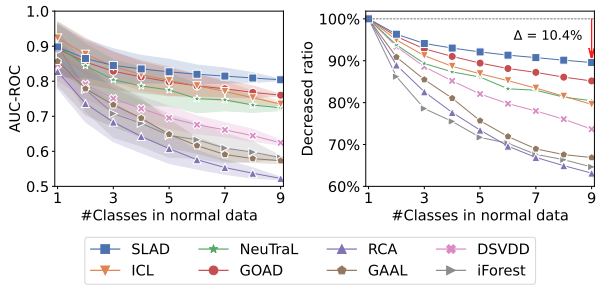 1.0
0.9
0.8
0.7
0.6
0.5
AUC-ROC
1 3 5 7 9
#Classes in normal data
100%
90%
80%
70%
60%
Decreased ratio
Δ = 10.4%
1 3 5 7 9
#Classes in normal data
SLAD NeuTraL RCA DSVDD
ICL GOAD GAAL iForest